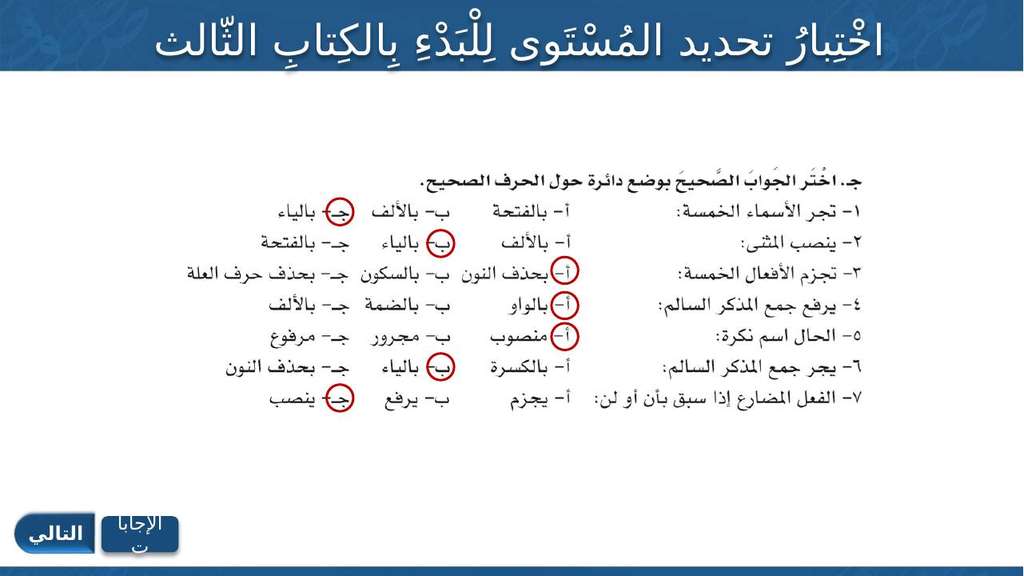 اخْتِبارُ تحديد المُسْتَوى لِلْبَدْءِ بِالكِتابِ الثّالث
جـ. اخْتَر الجَوابَ الصَّحيحَ بوضع دائرة حول الحرف الصحيح.
١- تجر الأسماء الخمسة: أ- بالفتحة ب- بالألف جـ- بالياء
٢- ينصب المثنى: أ- بالألف ب- بالياء جـ- بالفتحة
٣- تجزم الأفعال الخمسة: أ- بحذف النون ب- بالسكون جـ- بحذف حرف العلة
٤- يرفع جمع المذكر السالم: أ- بالواو ب- بالضمة جـ- بالألف
٥- الحال اسم نكرة: أ- منصوب ب- مجرور جـ- مرفوع
٦- يجر جمع المذكر السالم: أ- بالكسرة ب- بالياء جـ- بحذف النون
٧- الفعل المضارع إذا سبق بأن أو لن: أ- يجزم ب- يرفع جـ- ينصب
الإجابات
التالي